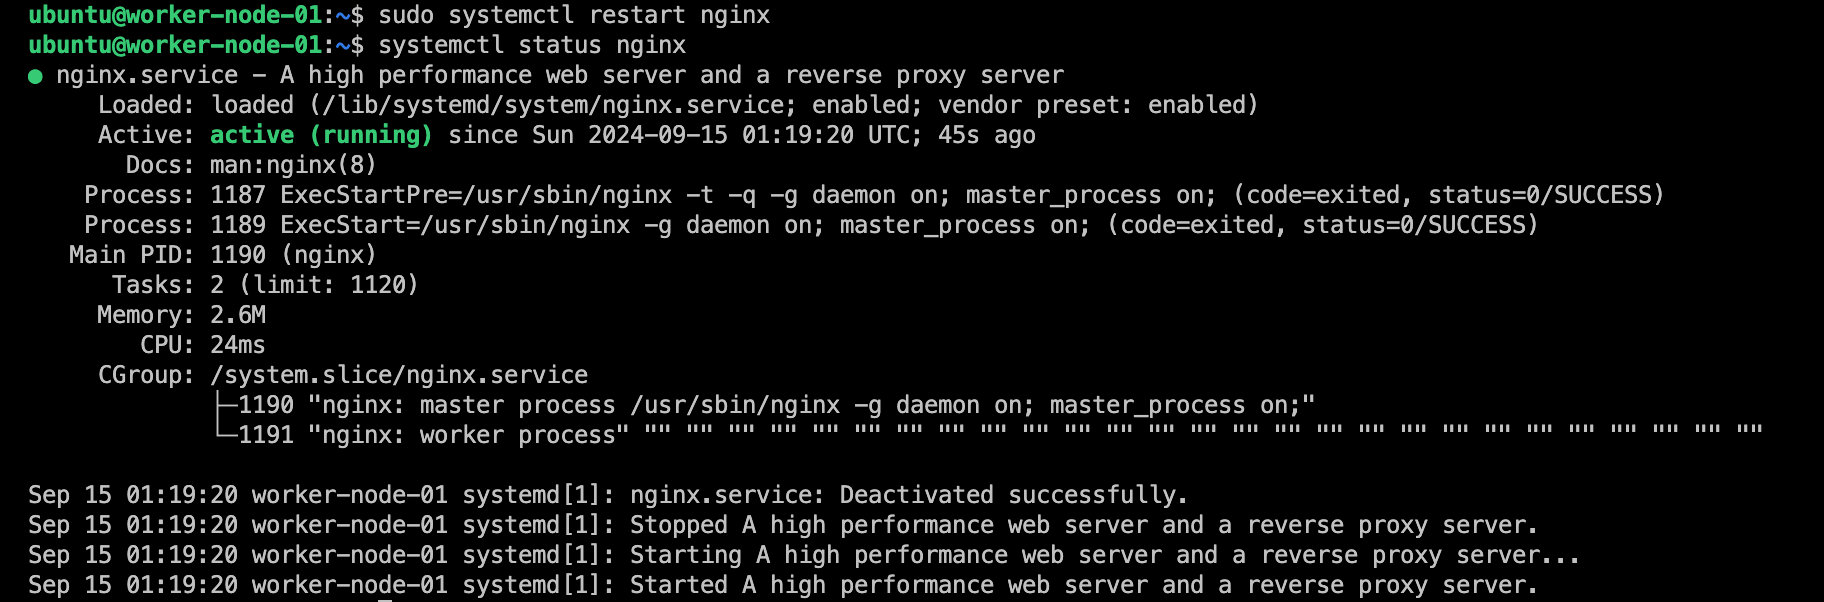 ubuntu@worker-node-01:~$ sudo systemctl restart nginx
ubuntu@worker-node-01:~$ systemctl status nginx
● nginx.service - A high performance web server and a reverse proxy server
     Loaded: loaded (/lib/systemd/system/nginx.service; enabled; vendor preset: enabled)
     Active: active (running) since Sun 2024-09-15 01:19:20 UTC; 45s ago
       Docs: man:nginx(8)
    Process: 1187 ExecStartPre=/usr/sbin/nginx -t -q -g daemon on; master_process on; (code=exited, status=0/SUCCESS)
    Process: 1189 ExecStart=/usr/sbin/nginx -g daemon on; master_process on; (code=exited, status=0/SUCCESS)
   Main PID: 1190 (nginx)
      Tasks: 2 (limit: 1120)
     Memory: 2.6M
        CPU: 24ms
     CGroup: /system.slice/nginx.service
             ├─1190 "nginx: master process /usr/sbin/nginx -g daemon on; master_process on;"
             └─1191 "nginx: worker process" "" "" "" "" "" "" "" "" "" "" "" "" "" "" "" "" "" "" "" "" "" "" "" "" "" "" ""
Sep 15 01:19:20 worker-node-01 systemd[1]: nginx.service: Deactivated successfully.
Sep 15 01:19:20 worker-node-01 systemd[1]: Stopped A high performance web server and a reverse proxy server.
Sep 15 01:19:20 worker-node-01 systemd[1]: Starting A high performance web server and a reverse proxy server...
Sep 15 01:19:20 worker-node-01 systemd[1]: Started A high performance web server and a reverse proxy server.